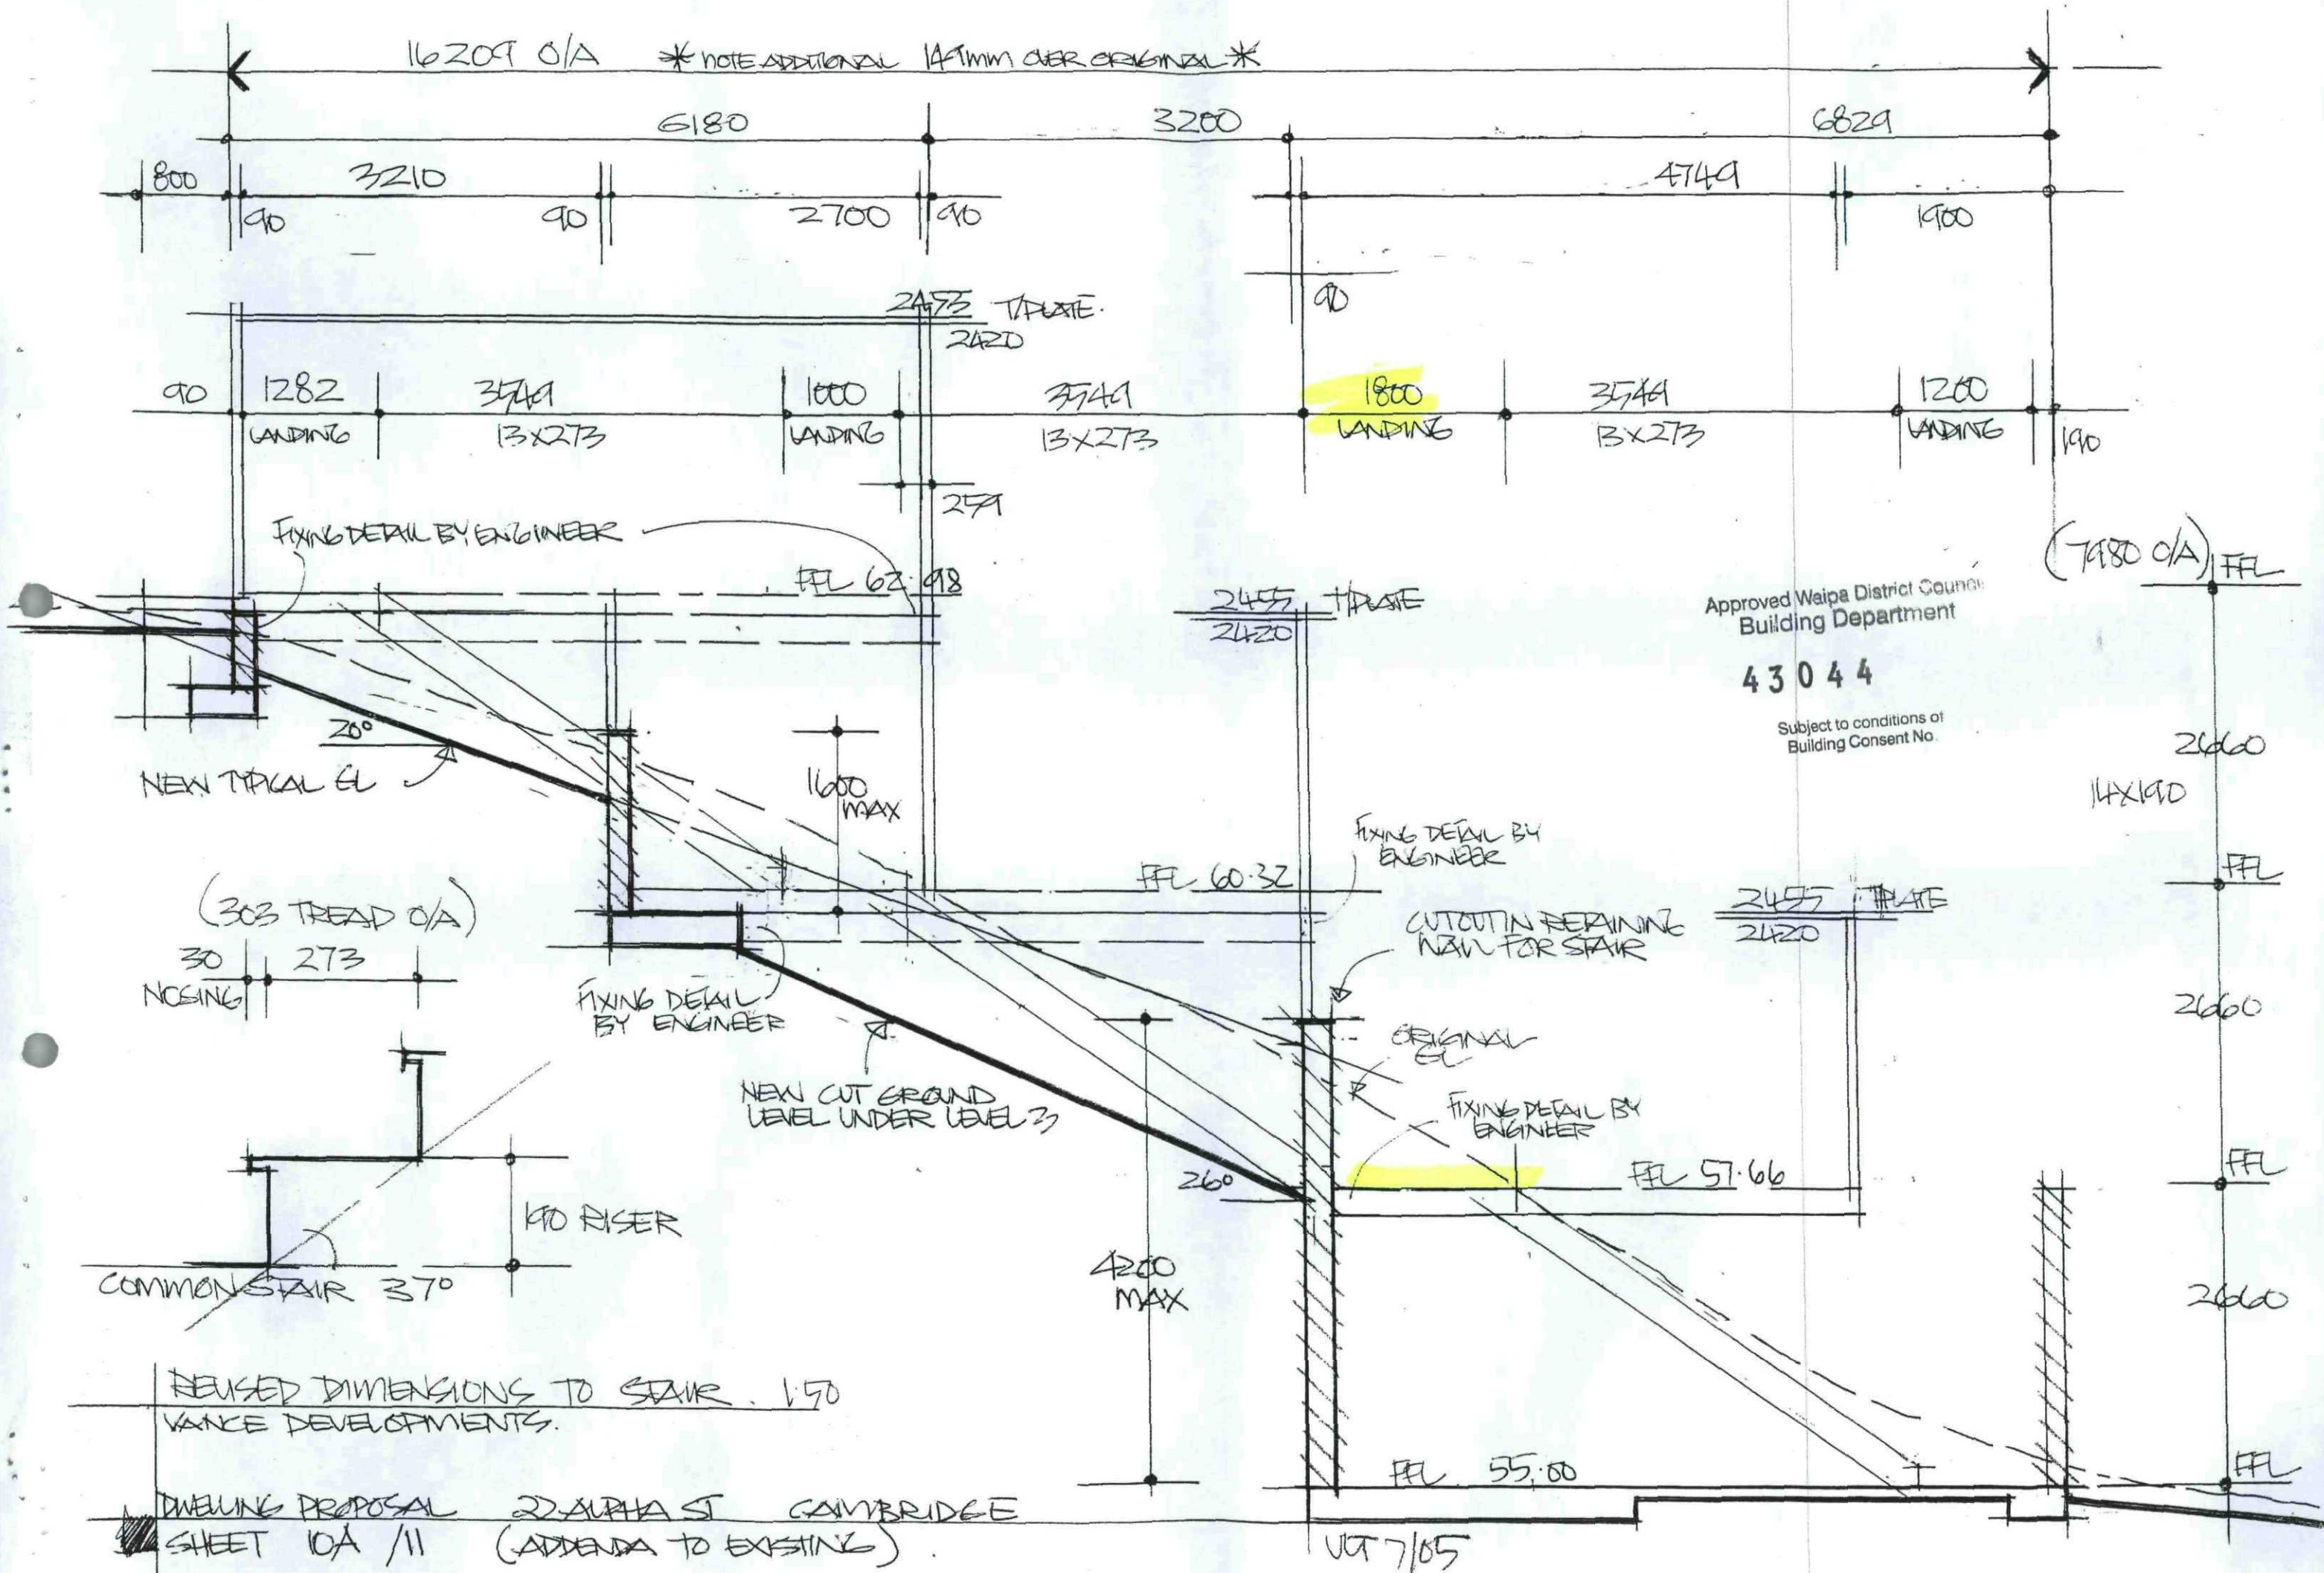 16209 O/A * NOTE ADDITIONAL 149mm OVER ORIGINAL *
6180 3200 6829
800 3210 4749
90 90 2700 90 1900
90
2455 T/PLATE.
2420
90 1282 3549 1000 3549 1800 3549 1200
LANDING 13X273 LANDING 13X273 LANDING 13X273 LANDING 190
259
FIXING DETAIL BY ENGINEER
(7980 O/A) FFL
FFL 62.98
2455 T/PLATE
2420
Approved Waipa District Council
Building Department
43044
Subject to conditions of
Building Consent No.
20°
NEW TYPICAL GL
1600
MAX
2660
14X190
FIXING DETAIL BY
ENGINEER
FFL 60.32
FFL
2455 T/PLATE
2420
(303 TREAD O/A)
30 273
NOSING
CUTOUT IN RETAINING
WALL FOR STAIR
FIXING DETAIL
BY ENGINEER
2660
ORIGINAL
GL
NEW CUT GROUND
LEVEL UNDER LEVEL 3
FIXING DETAIL BY
ENGINEER
26°
FFL 57.66
FFL
190 RISER
COMMON STAIR 37°
4200
MAX
2660
REVISED DIMENSIONS TO STAIR. 1:50
VANCE DEVELOPMENTS.
FFL 55.00
FFL
DWELLING PROPOSAL 22 ALPHA ST CAMBRIDGE
SHEET 10A /11 (ADDENDA TO EXISTING).
7/05